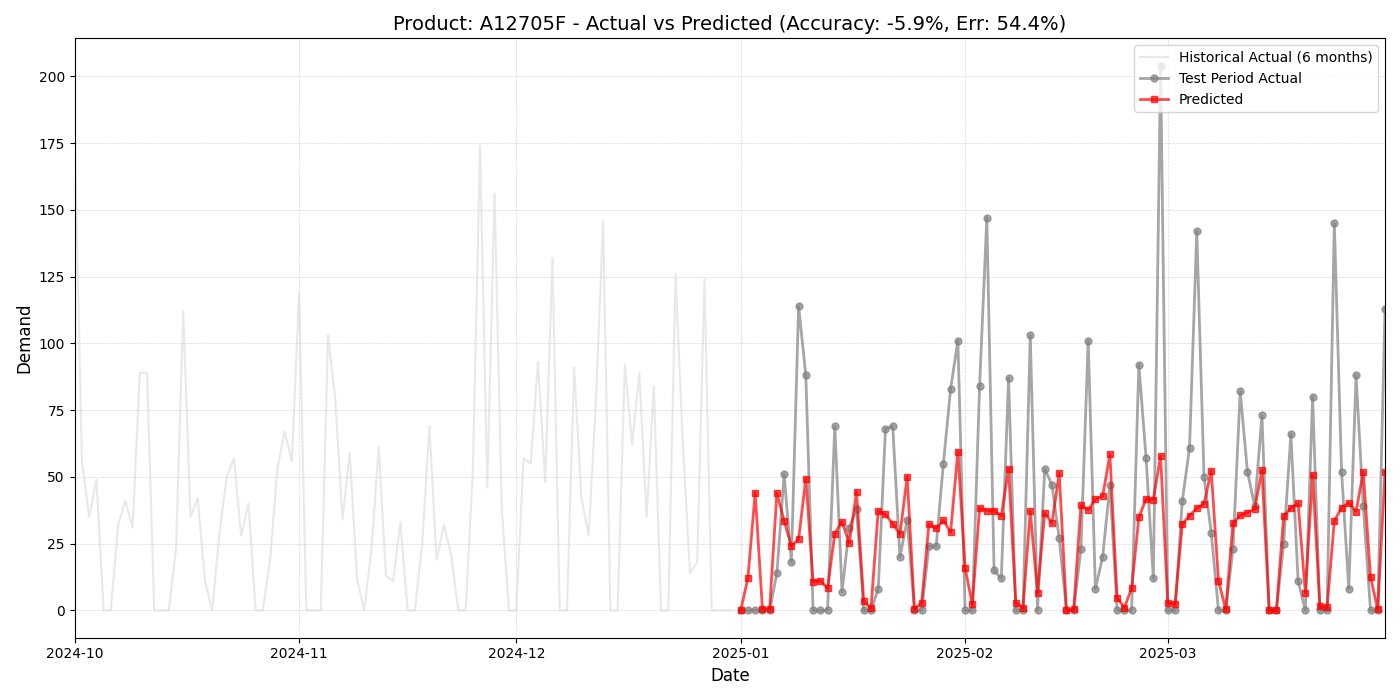 Product: A12705F - Actual vs Predicted (Accuracy: -5.9%, Err: 54.4%)
Historical Actual (6 months)
Test Period Actual
Predicted
Demand
200
175
150
125
100
75
50
25
0
2024-10
2024-11
2024-12
2025-01
2025-02
2025-03
Date